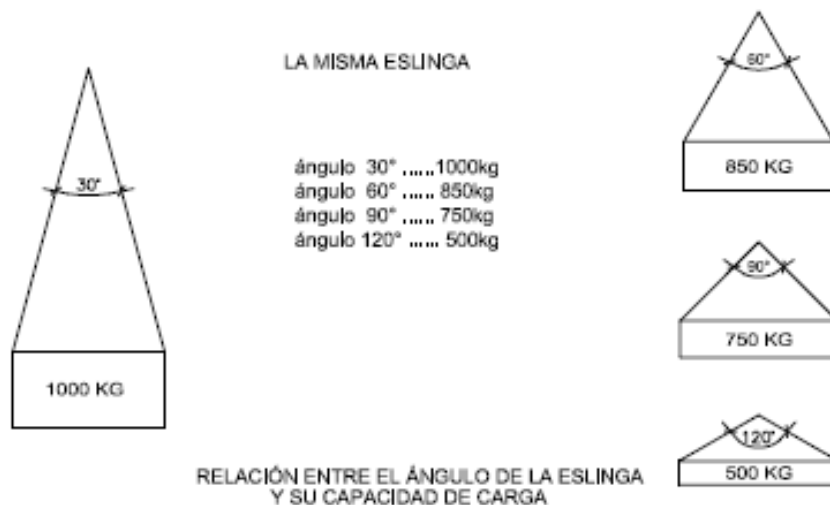 LA MISMA ESLINGA
30°
1000 KG
ángulo 30° ......1000kg
ángulo 60° ...... 850kg
ángulo 90° ...... 750kg
ángulo 120° ...... 500kg
60°
850 KG
90°
750 KG
120°
500 KG
RELACIÓN ENTRE EL ÁNGULO DE LA ESLINGA
Y SU CAPACIDAD DE CARGA